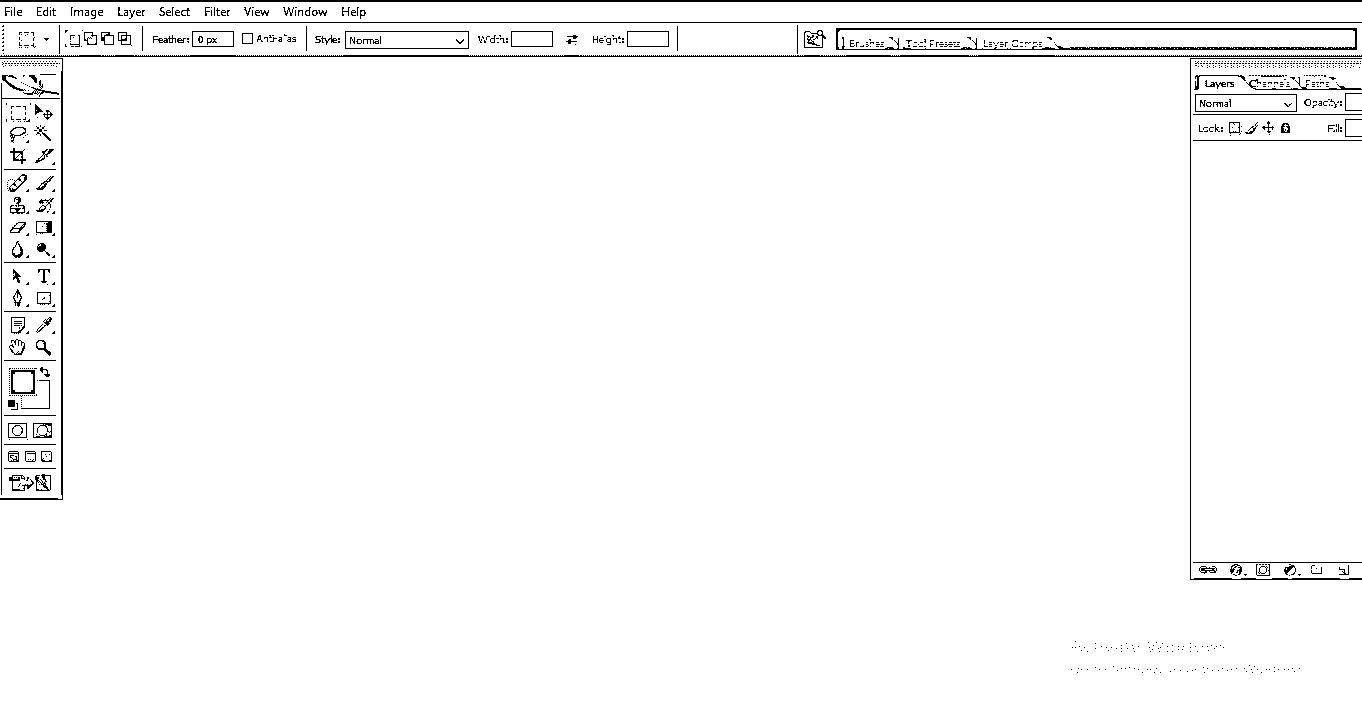 File Edit Image Layer Select Filter View Window Help
Feather: 0 px Anti-alias Style: Normal Width: Height: Brushes Tool Presets Layer Comps
Layers Channels Paths
Normal Opacity:
Lock: Fill:
T
Activate Windows